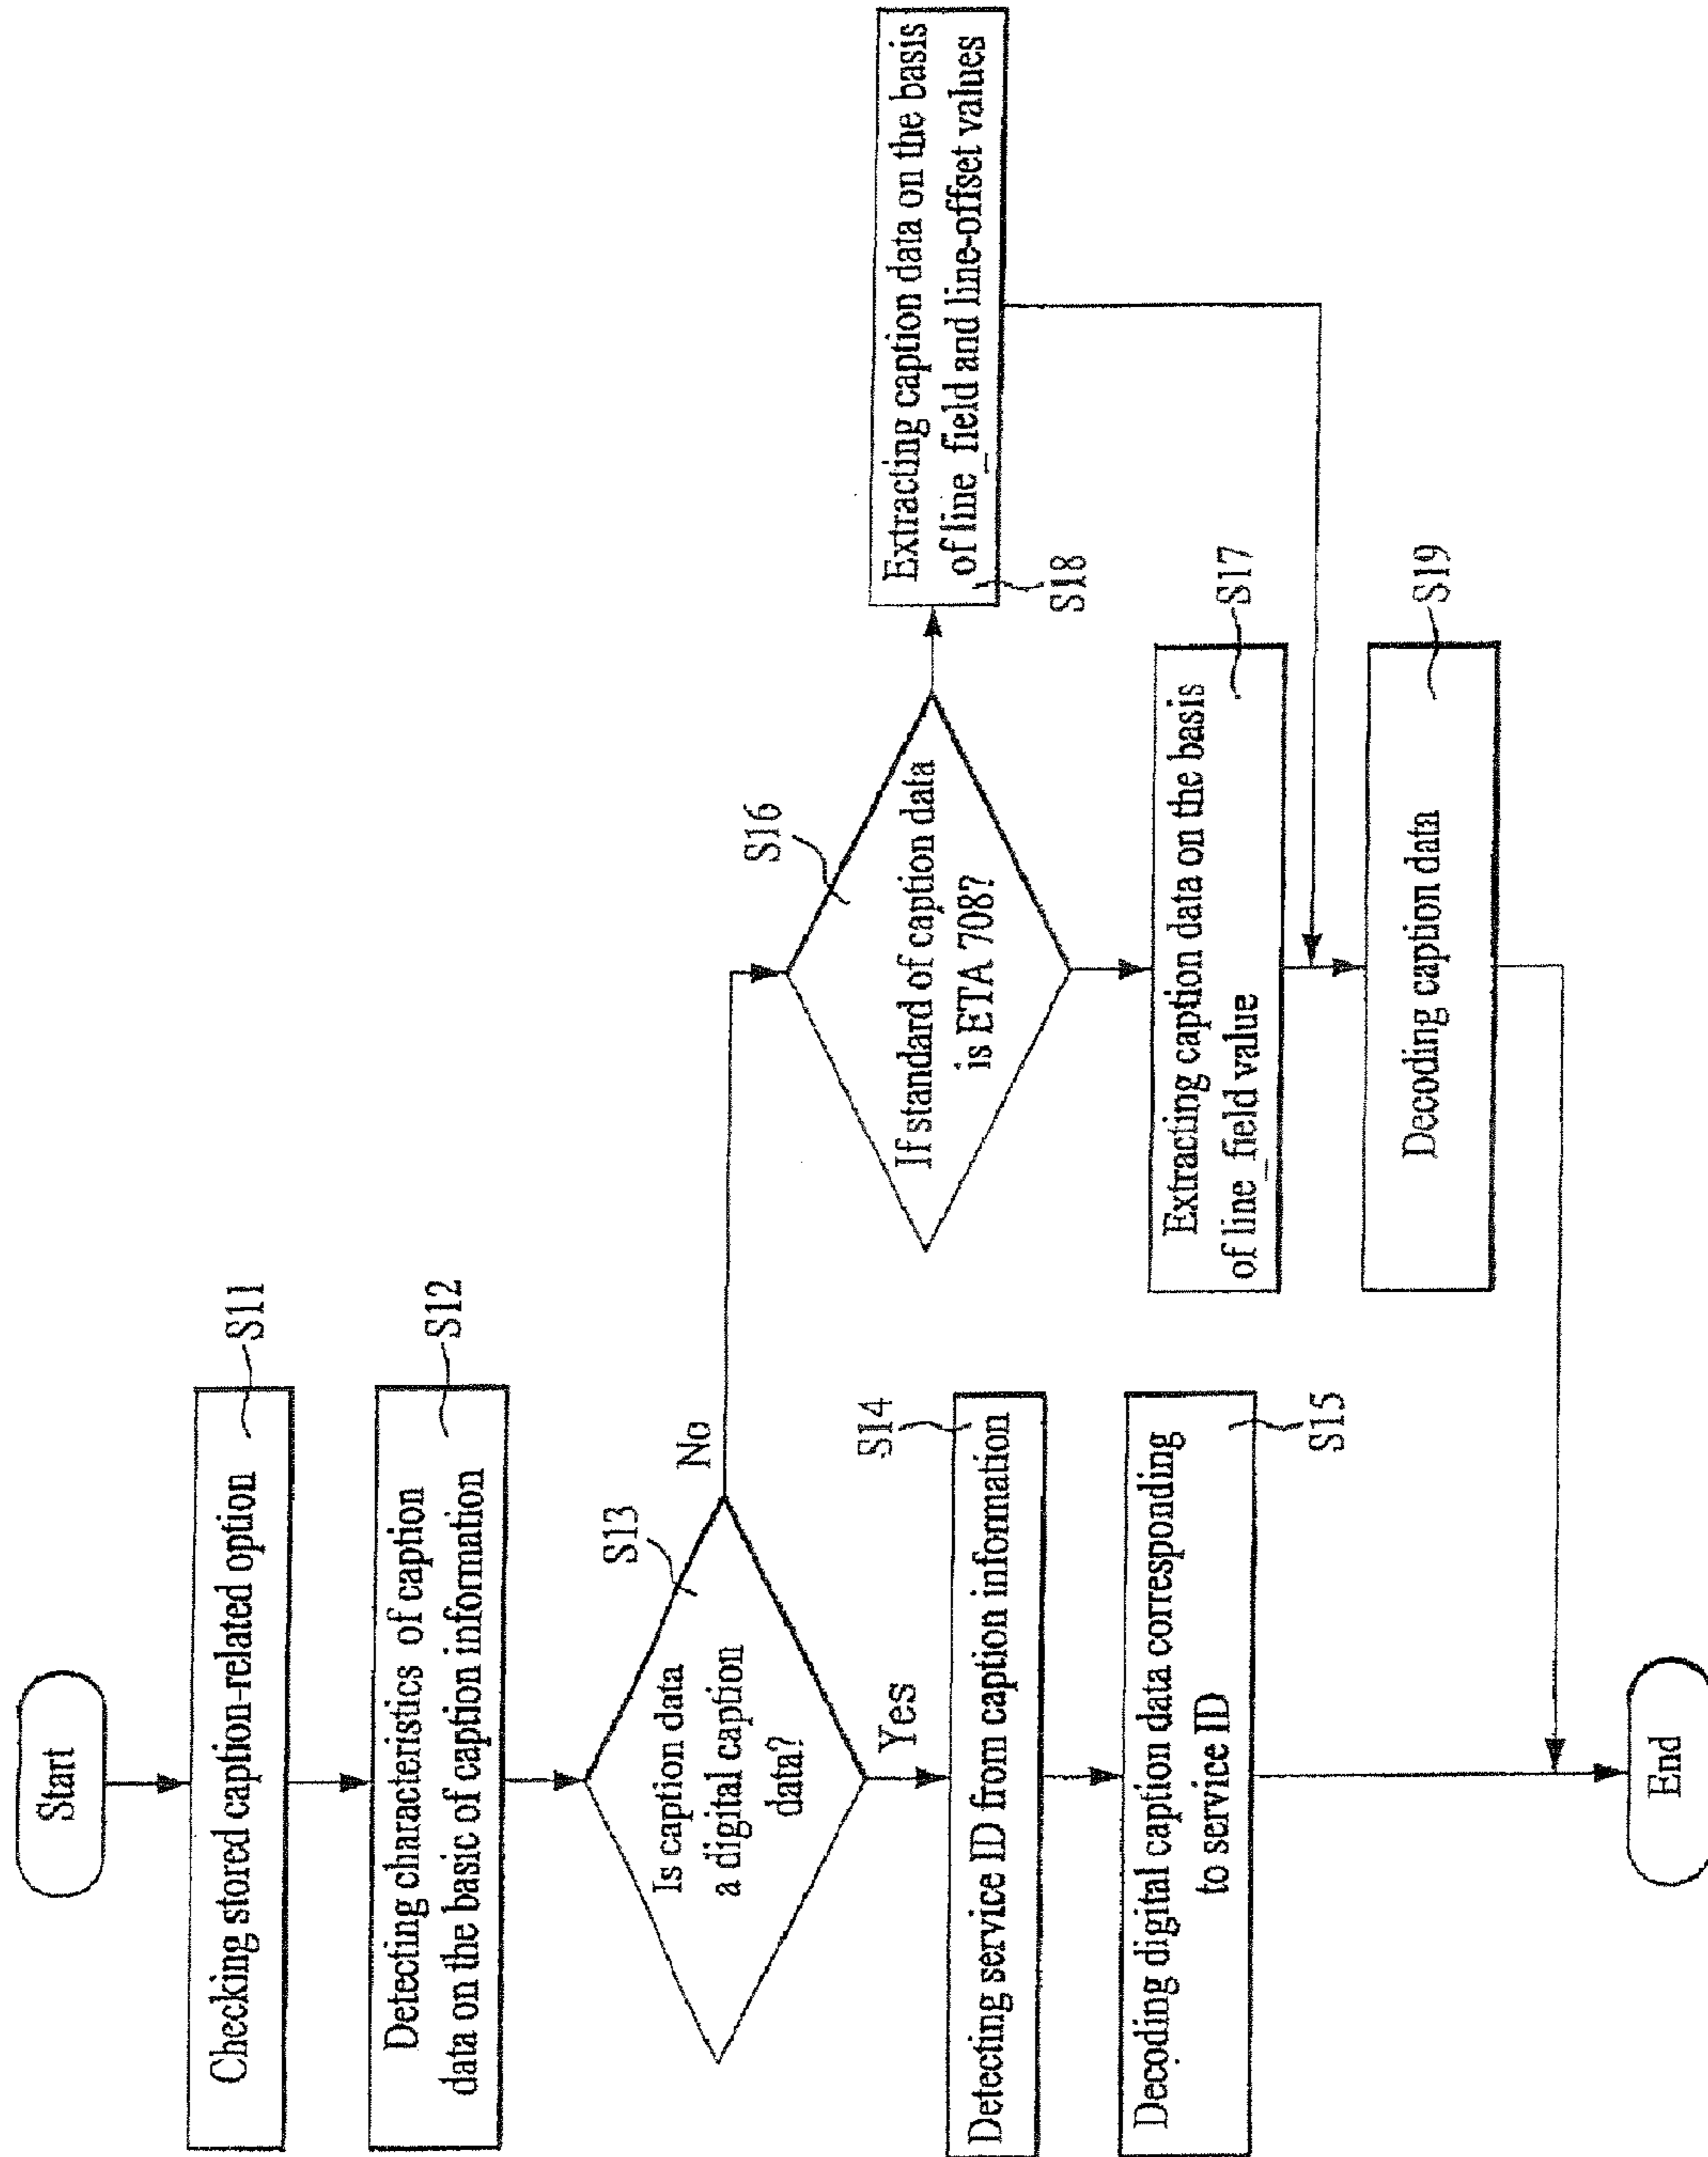 Start
Checking stored caption-related option
S11
Detecting characteristics of caption
data on the basic of caption information
S12
Is caption data
a digital caption
data?
S13
No
Yes
Detecting service ID from caption information
S14
Decoding digital caption data corresponding
to service ID
S15
If standard of caption data
is ETA 708?
S16
Extracting caption data on the basis
of line_field value
S17
Extracting caption data on the basis
of line_field and line-offset values
S18
Decoding caption data
S19
End